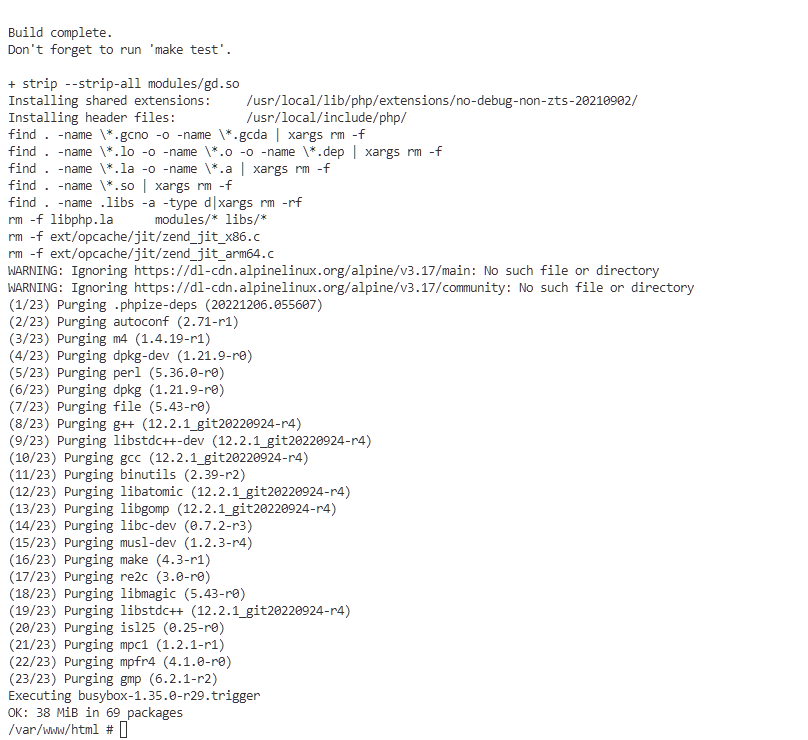 Build complete.
Don't forget to run 'make test'.
+ strip --strip-all modules/gd.so
Installing shared extensions:     /usr/local/lib/php/extensions/no-debug-non-zts-20210902/
Installing header files:          /usr/local/include/php/
find . -name \*.gcno -o -name \*.gcda | xargs rm -f
find . -name \*.lo -o -name \*.o -o -name \*.dep | xargs rm -f
find . -name \*.la -o -name \*.a | xargs rm -f
find . -name \*.so | xargs rm -f
find . -name .libs -a -type d|xargs rm -rf
rm -f libphp.la      modules/* libs/*
rm -f ext/opcache/jit/zend_jit_x86.c
rm -f ext/opcache/jit/zend_jit_arm64.c
WARNING: Ignoring https://dl-cdn.alpinelinux.org/alpine/v3.17/main: No such file or directory
WARNING: Ignoring https://dl-cdn.alpinelinux.org/alpine/v3.17/community: No such file or directory
(1/23) Purging .phpize-deps (20221206.055607)
(2/23) Purging autoconf (2.71-r1)
(3/23) Purging m4 (1.4.19-r1)
(4/23) Purging dpkg-dev (1.21.9-r0)
(5/23) Purging perl (5.36.0-r0)
(6/23) Purging dpkg (1.21.9-r0)
(7/23) Purging file (5.43-r0)
(8/23) Purging g++ (12.2.1_git20220924-r4)
(9/23) Purging libstdc++-dev (12.2.1_git20220924-r4)
(10/23) Purging gcc (12.2.1_git20220924-r4)
(11/23) Purging binutils (2.39-r2)
(12/23) Purging libatomic (12.2.1_git20220924-r4)
(13/23) Purging libgomp (12.2.1_git20220924-r4)
(14/23) Purging libc-dev (0.7.2-r3)
(15/23) Purging musl-dev (1.2.3-r4)
(16/23) Purging make (4.3-r1)
(17/23) Purging re2c (3.0-r0)
(18/23) Purging libmagic (5.43-r0)
(19/23) Purging libstdc++ (12.2.1_git20220924-r4)
(20/23) Purging isl25 (0.25-r0)
(21/23) Purging mpc1 (1.2.1-r1)
(22/23) Purging mpfr4 (4.1.0-r0)
(23/23) Purging gmp (6.2.1-r2)
Executing busybox-1.35.0-r29.trigger
OK: 38 MiB in 69 packages
/var/www/html #